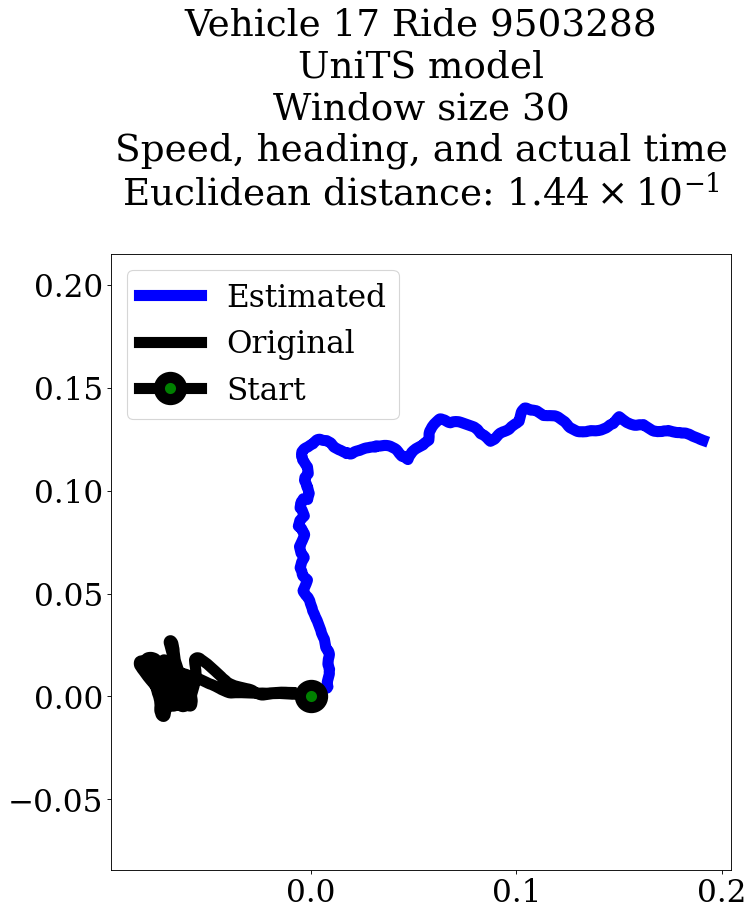 Vehicle 17 Ride 9503288
UniTS model
Window size 30
Speed, heading, and actual time
Euclidean distance: 1.44 × 10⁻¹
Estimated
Original
Start
0.20
0.15
0.10
0.05
0.00
−0.05
0.0 0.1 0.2